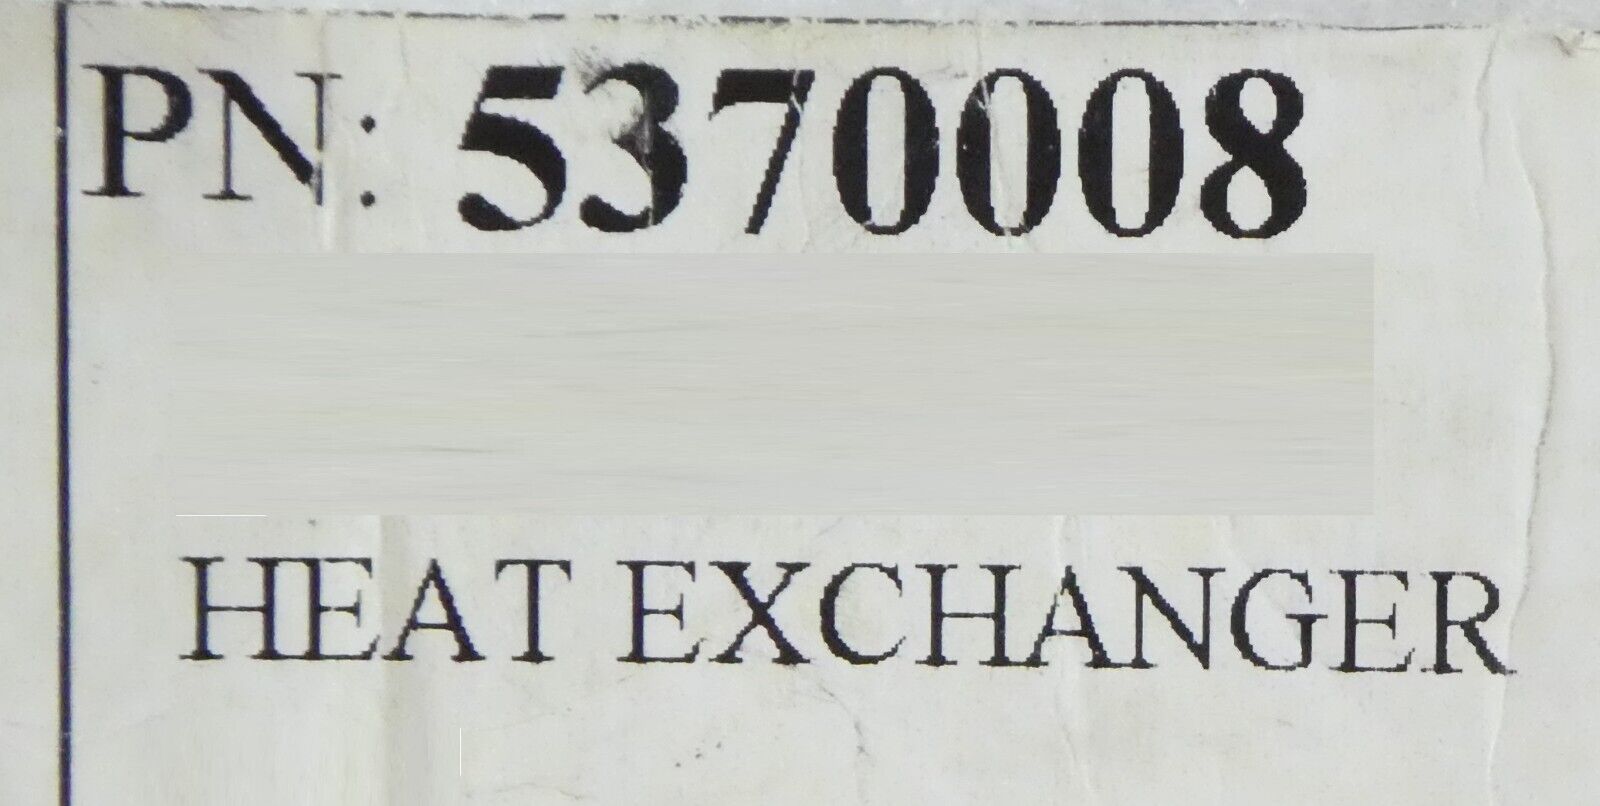 PN: 5370008
HEAT EXCHANGER